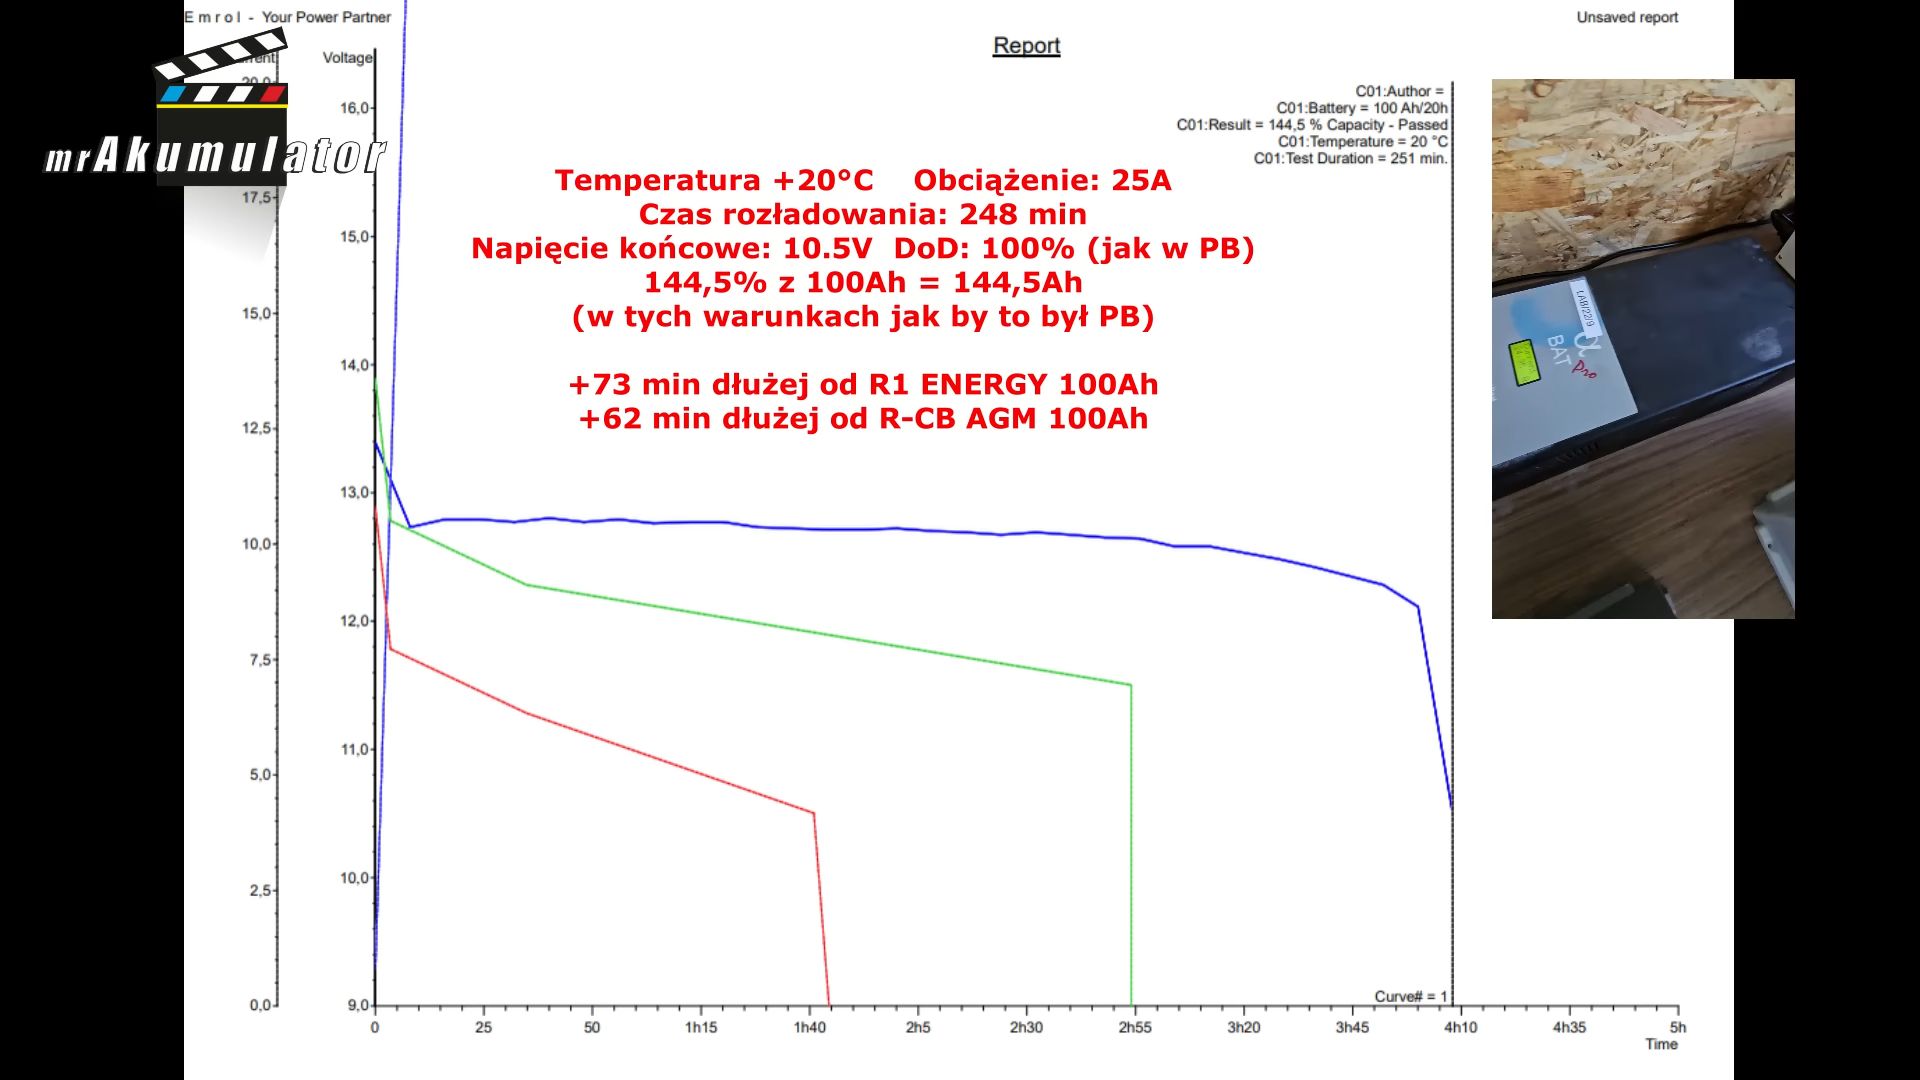 E m r o l - Your Power Partner
Unsaved report
Report
Voltage
mrAkumulator
C01:Author =
C01:Battery = 100 Ah/20h
C01:Result = 144,5 % Capacity - Passed
C01:Temperature = 20 °C
C01:Test Duration = 251 min.
Temperatura +20°C Obciążenie: 25A
Czas rozładowania: 248 min
Napięcie końcowe: 10.5V DoD: 100% (jak w PB)
144,5% z 100Ah = 144,5Ah
(w tych warunkach jak by to był PB)
+73 min dłużej od R1 ENERGY 100Ah
+62 min dłużej od R-CB AGM 100Ah
20,0
17,5
15,0
12,5
10,0
7,5
5,0
2,5
0,0
16,0
15,0
14,0
13,0
12,0
11,0
10,0
9,0
LAB/22/9
α
BAT
pro
Curve# = 1
0 25 50 1h15 1h40 2h5 2h30 2h55 3h20 3h45 4h10 4h35 5h
Time